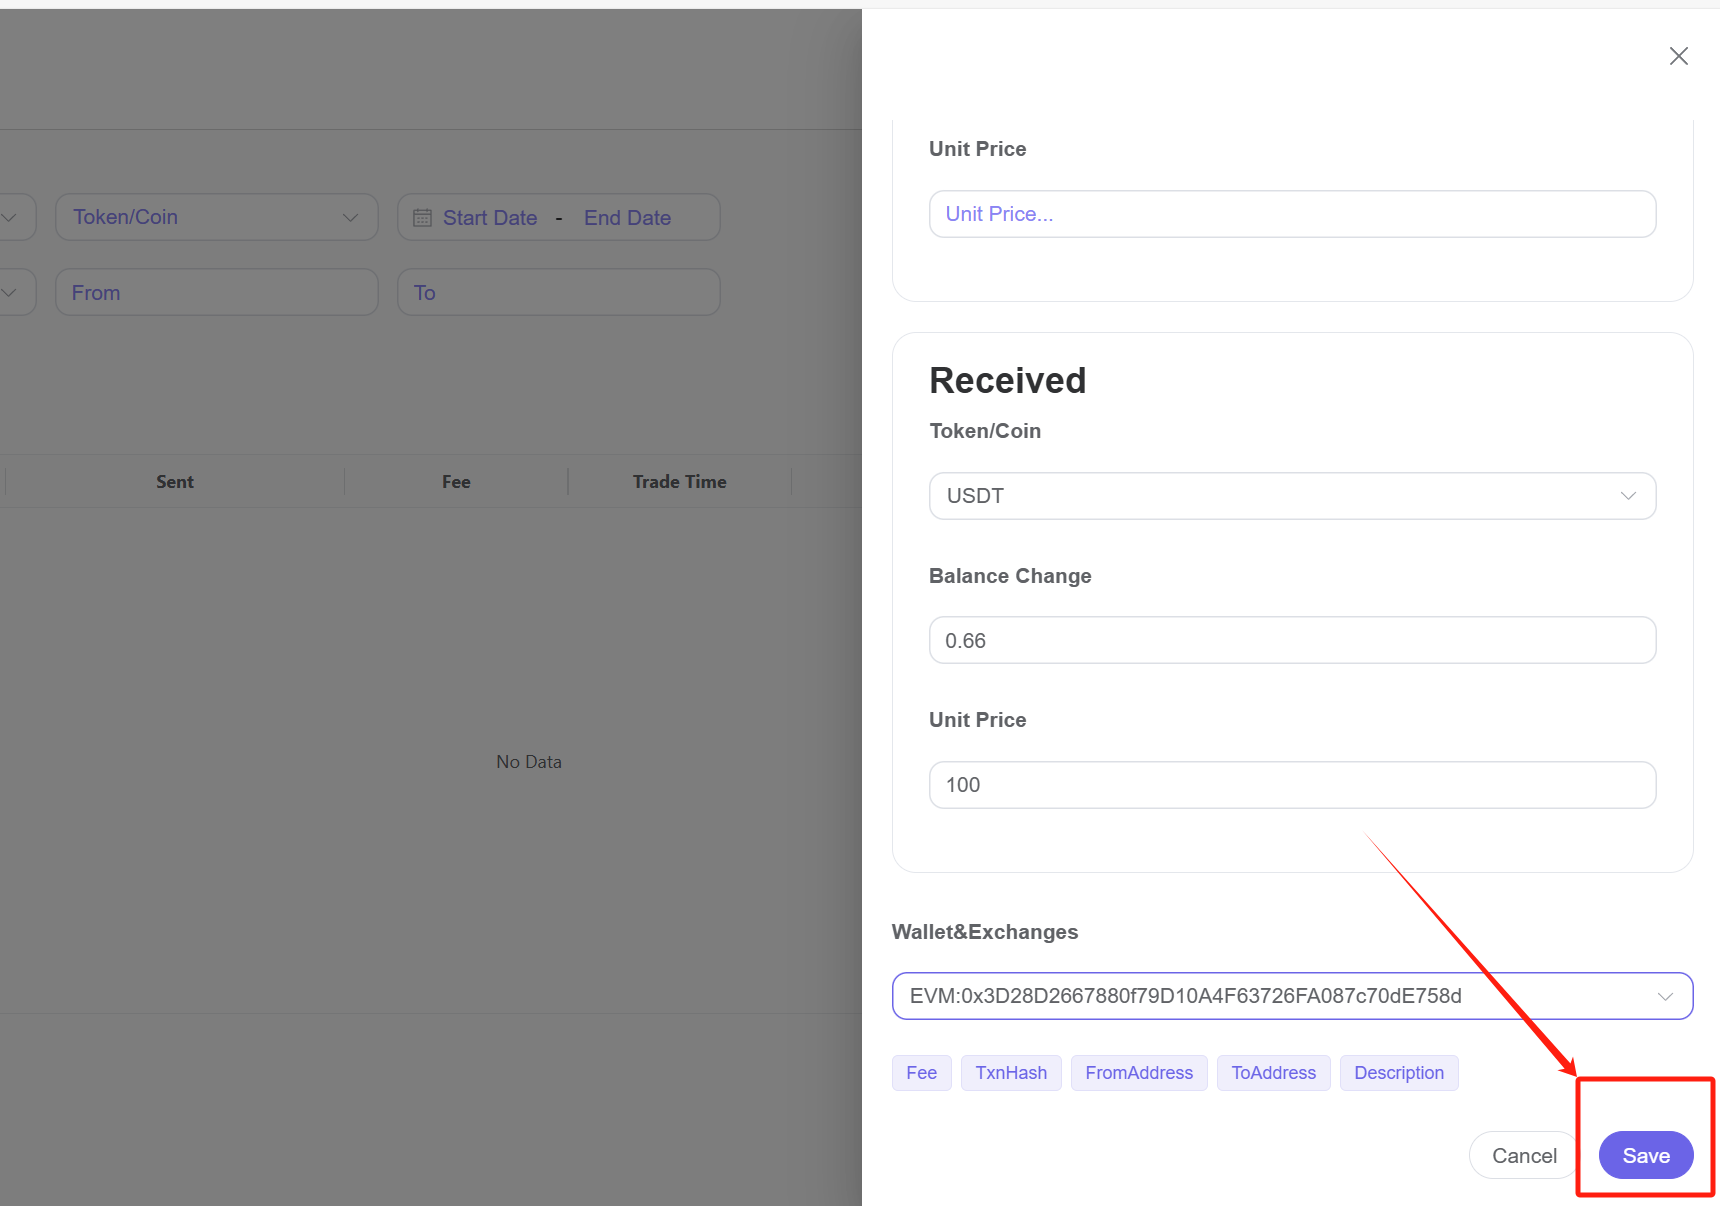 Token/Coin
Start Date - End Date
From
To
Sent
Fee
Trade Time
No Data
Unit Price
Unit Price...
Received
Token/Coin
USDT
Balance Change
0.66
Unit Price
100
Wallet&Exchanges
EVM:0x3D28D2667880f79D10A4F63726FA087c70dE758d
Fee
TxnHash
FromAddress
ToAddress
Description
Cancel
Save